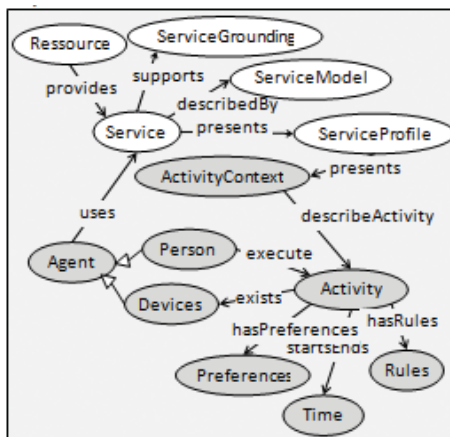 Ressource
ServiceGrounding
supports
ServiceModel
provides
describedBy
Service
presents
ServiceProfile
ActivityContext
presents
uses
describeActivity
Person
execute
Agent
Activity
Devices
exists
hasPreferences
hasRules
startsEnds
Preferences
Rules
Time